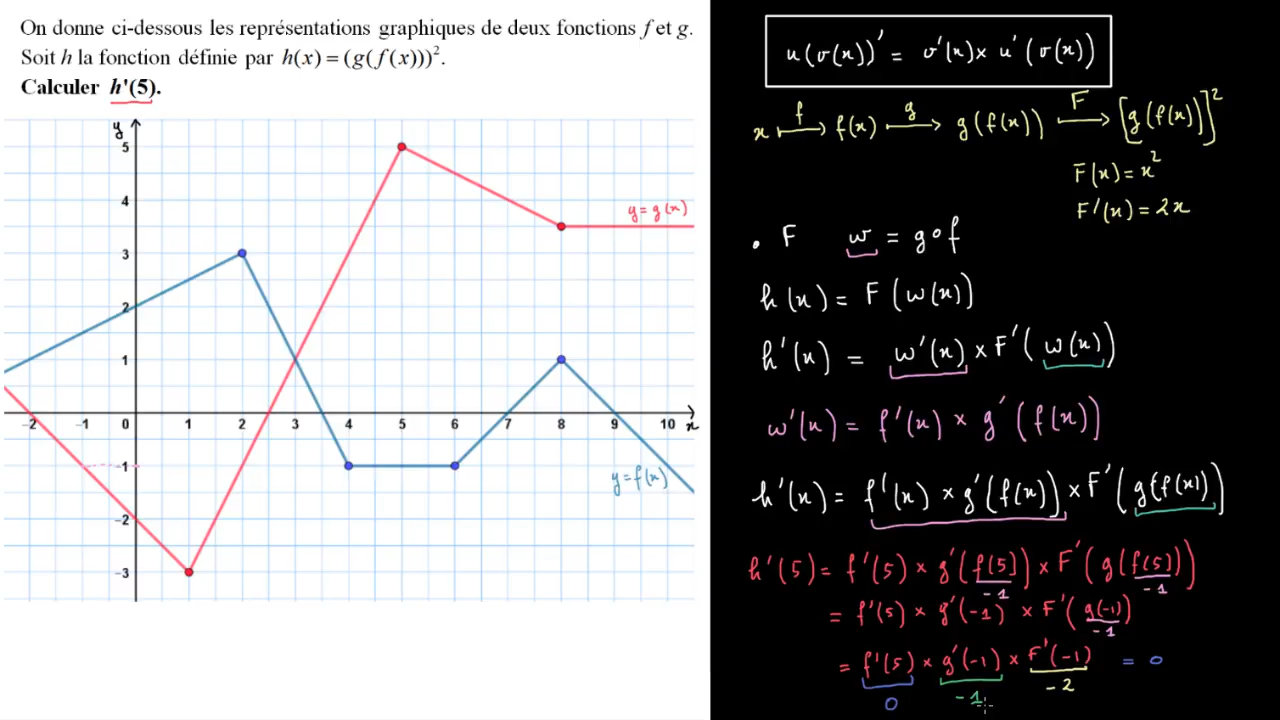 On donne ci-dessous les représentations graphiques de deux fonctions f et g.
Soit h la fonction définie par h(x) = (g(f(x)))².
Calculer h'(5).
y
5
4
3
2
1
-1
-2
-3
-2 -1 0 1 2 3 4 5 6 7 8 9 10 x
y = g(x)
y = f(x)
u(v(x))' = v'(x) × u'(v(x))
x ⟼ f(x) ⟼ g(f(x)) ⟼ [g(f(x))]²
f g F
F(x) = x²
F'(x) = 2x
• F w = g∘f
h(x) = F(w(x))
h'(x) = w'(x) × F'(w(x))
w'(x) = f'(x) × g'(f(x))
h'(x) = f'(x) × g'(f(x)) × F'(g(f(x)))
h'(5) = f'(5) × g'(f(5)) × F'(g(f(5)))
-1 -1
= f'(5) × g'(-1) × F'(g(-1))
-1
= f'(5) × g'(-1) × F'(-1) = 0
0 -1 -2